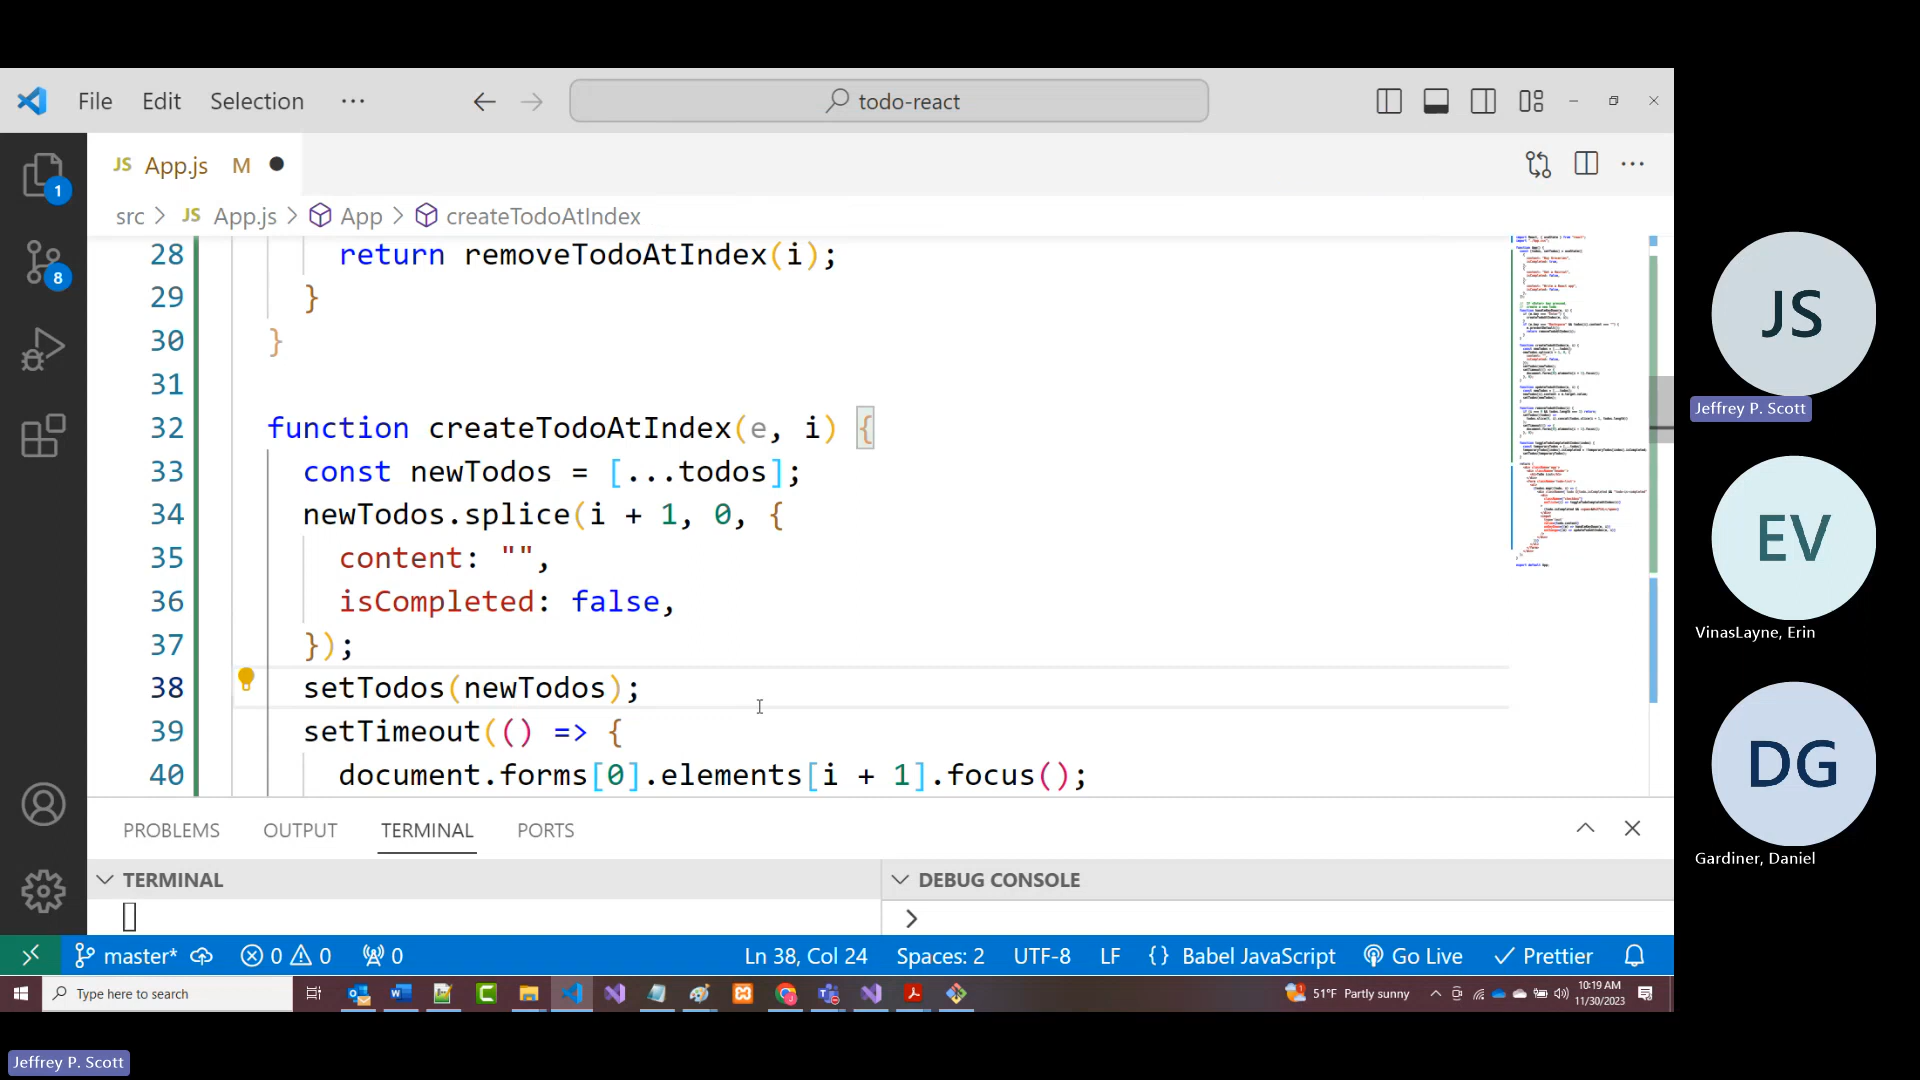 File Edit Selection ···
todo-react
JS App.js M
src > JS App.js > App > createTodoAtIndex
28 return removeTodoAtIndex(i);
29 }
30 }
31
32 function createTodoAtIndex(e, i) {
33 const newTodos = [...todos];
34 newTodos.splice(i + 1, 0, {
35 content: "",
36 isCompleted: false,
37 });
38 setTodos(newTodos);
39 setTimeout(() => {
40 document.forms[0].elements[i + 1].focus();
1
8
PROBLEMS OUTPUT TERMINAL PORTS
TERMINAL
DEBUG CONSOLE
>
master* 0 0 0 Ln 38, Col 24 Spaces: 2 UTF-8 LF {} Babel JavaScript Go Live Prettier
Type here to search
51°F Partly sunny
10:19 AM
11/30/2023
JS
Jeffrey P. Scott
EV
VinasLayne, Erin
DG
Gardiner, Daniel
Jeffrey P. Scott